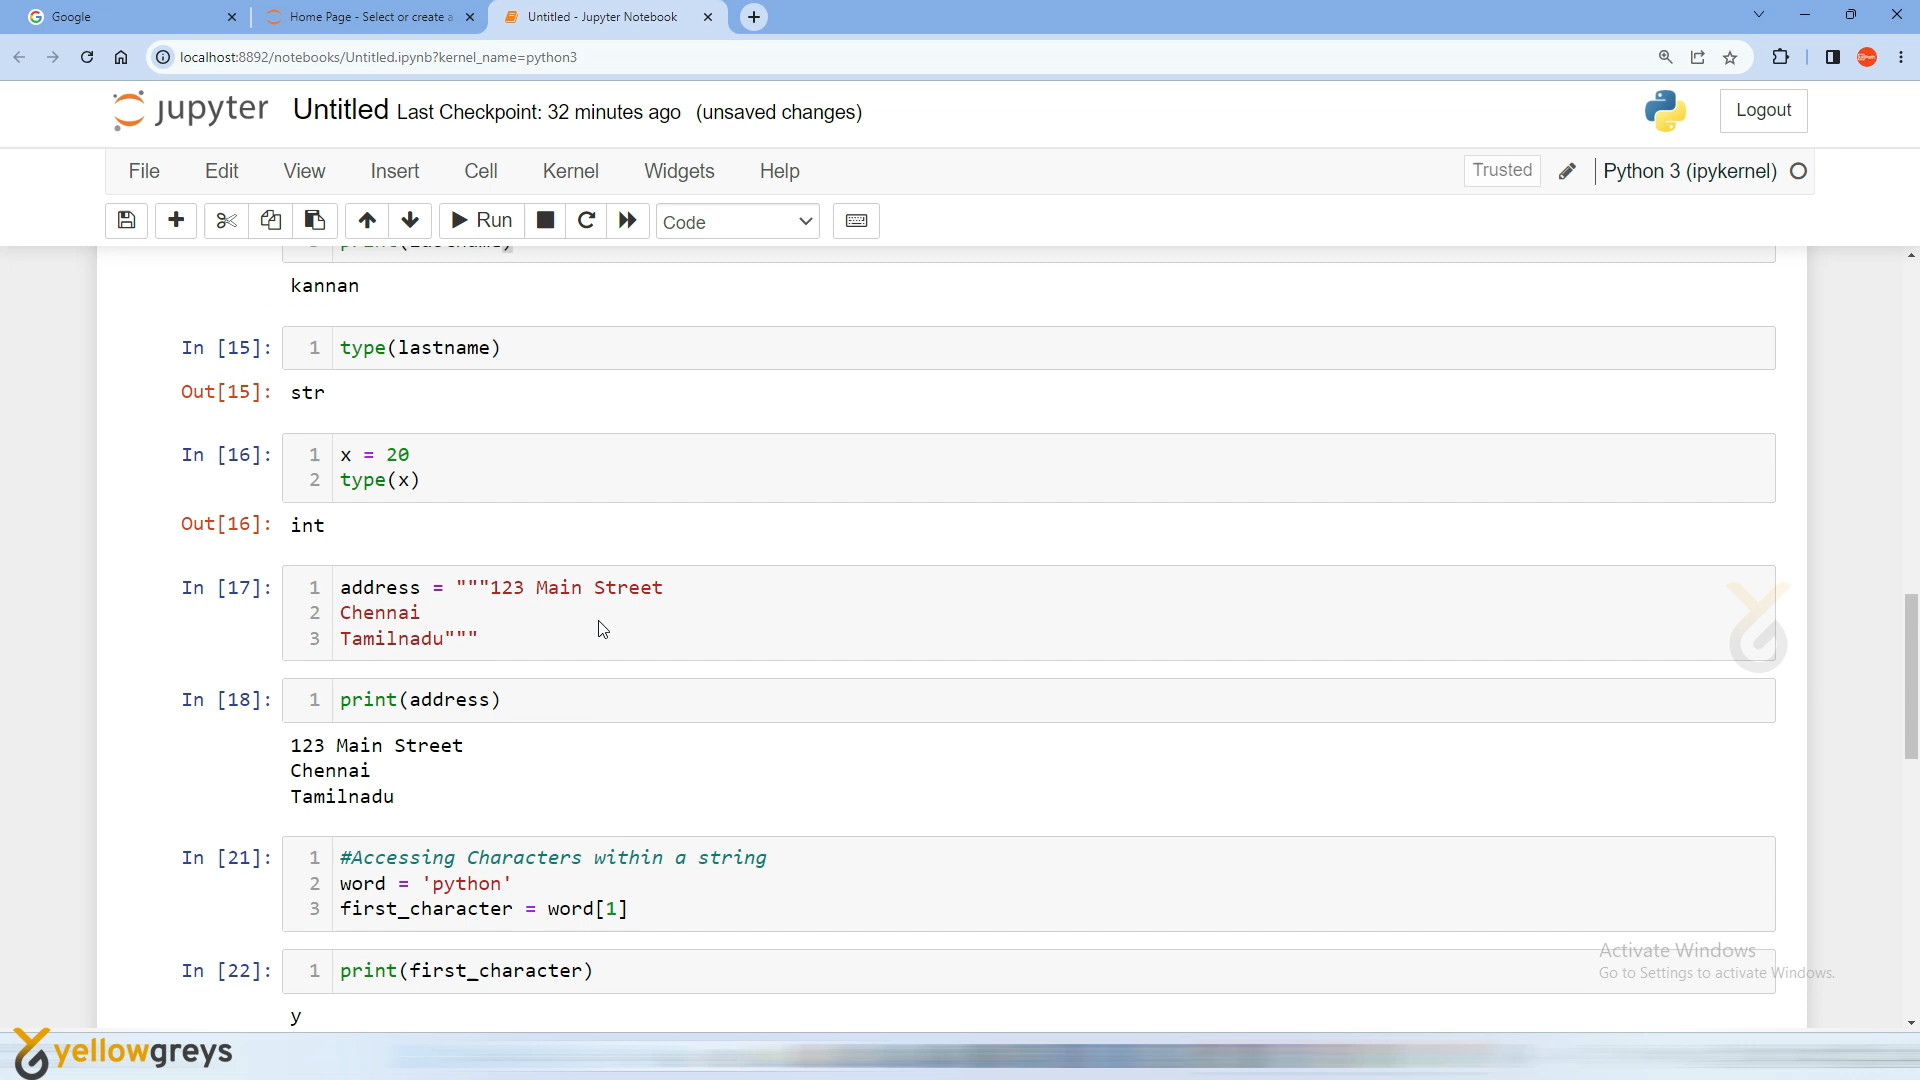 Google
Home Page - Select or create a
Untitled - Jupyter Notebook
localhost:8892/notebooks/Untitled.ipynb?kernel_name=python3
jupyter Untitled Last Checkpoint: 32 minutes ago (unsaved changes)
Logout
File Edit View Insert Cell Kernel Widgets Help
Trusted
Python 3 (ipykernel)
Run
Code
kannan
In [15]: 1 type(lastname)
Out[15]: str
In [16]: 1 x = 20
2 type(x)
Out[16]: int
In [17]: 1 address = """123 Main Street
2 Chennai
3 Tamilnadu"""
In [18]: 1 print(address)
123 Main Street
Chennai
Tamilnadu
In [21]: 1 #Accessing Characters within a string
2 word = 'python'
3 first_character = word[1]
In [22]: 1 print(first_character)
y
Activate Windows
Go to Settings to activate Windows.
yellowgreys